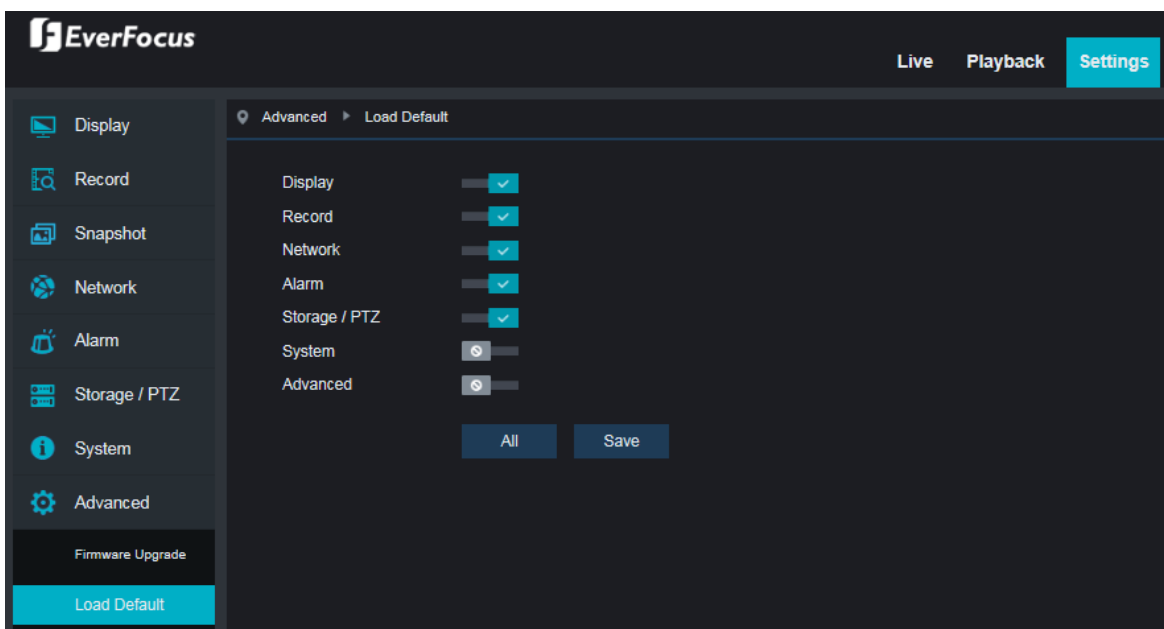 EverFocus
Live Playback Settings
Display
Record
Snapshot
Network
Alarm
Storage / PTZ
System
Advanced
Firmware Upgrade
Load Default
Advanced Load Default
Display
Record
Network
Alarm
Storage / PTZ
System
Advanced
All Save